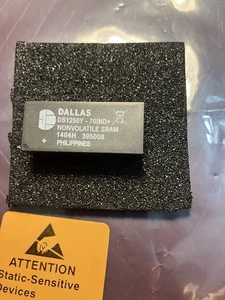 DALLAS
DS1250Y-70IND+
NONVOLATILE SRAM
1404H 395008
+ PHILIPPINES
ATTENTION
Static-Sensitive
Devices